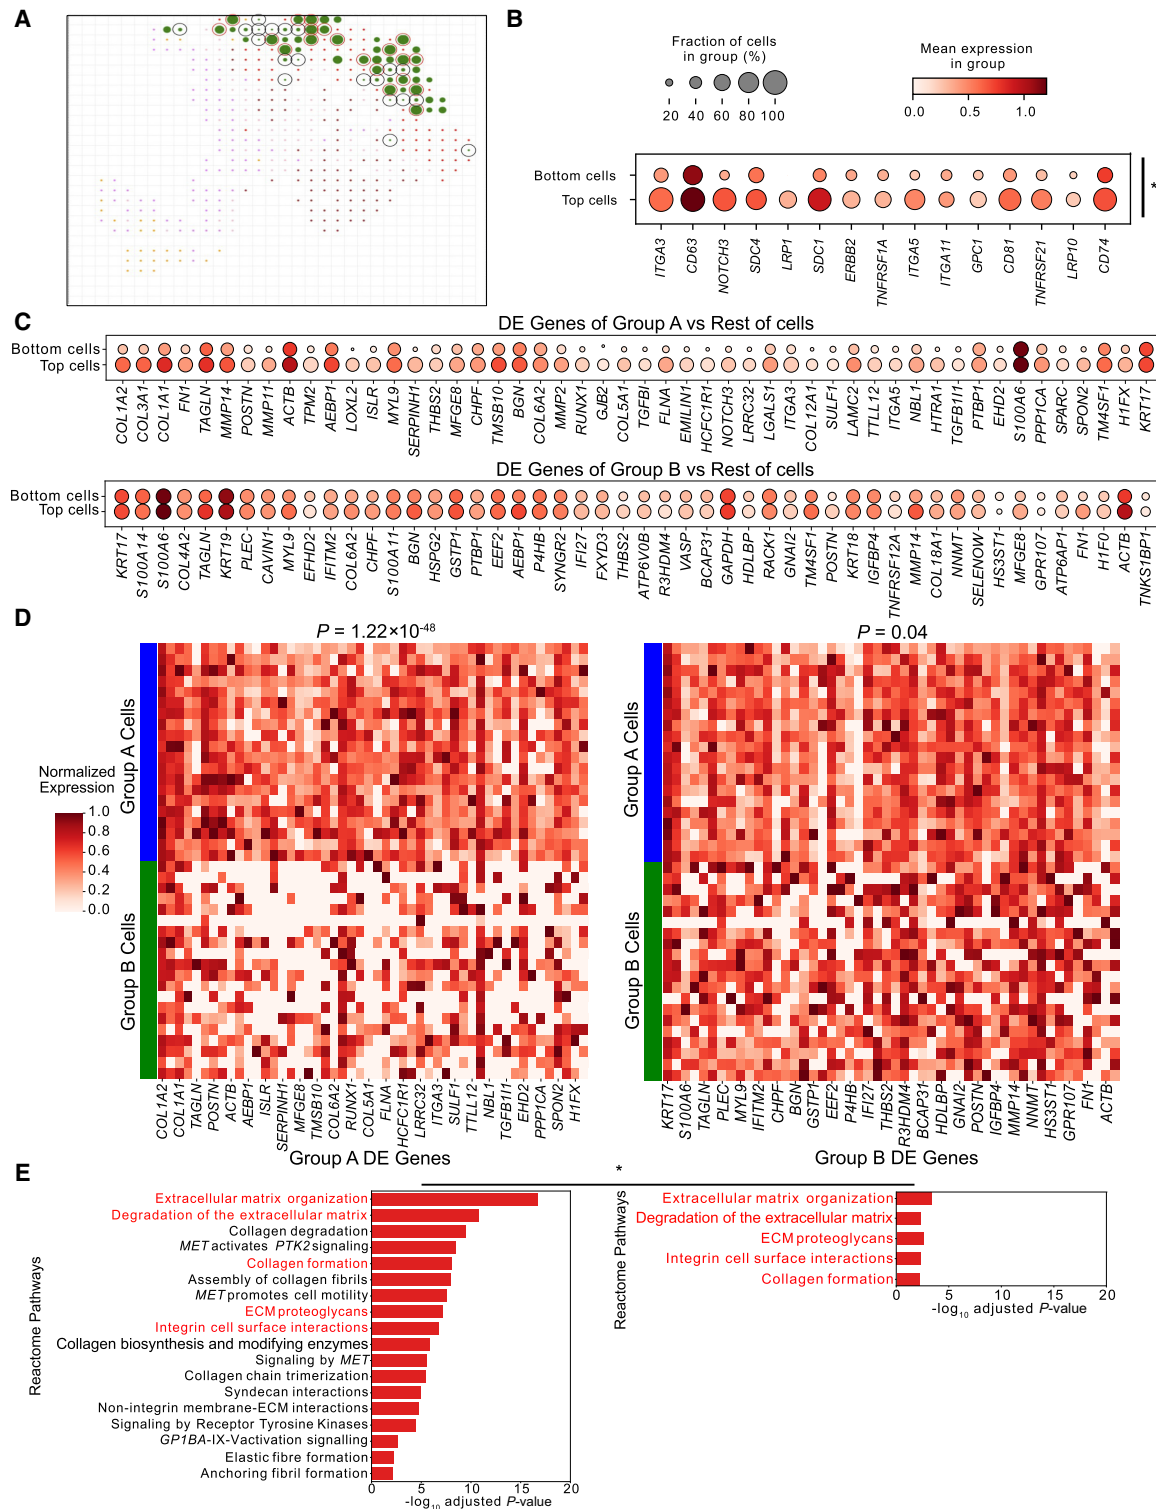 A
B
Fraction of cells
in group (%)
20 40 60 80 100
Mean expression
in group
0.0 0.5 1.0
Bottom cells
Top cells
*
ITGA3 CD63 NOTCH3 SDC4 LRP1 SDC1 ERBB2 TNFRSF1A ITGA5 ITGA11 GPC1 CD81 TNFRSF21 LRP10 CD74
C
DE Genes of Group A vs Rest of cells
Bottom cells
Top cells
COL1A2 COL3A1 COL1A1 FN1 TAGLN MMP14 POSTN MMP11 ACTB TPM2 AEBP1 LOXL2 ISLR MYL9 SERPINH1 THBS2 MFGE8 CHPF TMSB10 BGN COL6A2 MMP2 RUNX1 GJB2 COL5A1 TGFBI FLNA EMILIN1 HCFC1R1 NOTCH3 LRRC32 LGALS1 ITGA3 COL12A1 SULF1 LAMC2 TTLL12 ITGA5 NBL1 HTRA1 TGFB1I1 PTBP1 EHD2 S100A6 PPP1CA SPARC SPON2 TM4SF1 H1FX KRT17
DE Genes of Group B vs Rest of cells
Bottom cells
Top cells
KRT17 S100A14 S100A6 COL4A2 TAGLN KRT19 PLEC CAVIN1 MYL9 EFHD2 IFITM2 COL6A2 CHPF S100A11 BGN HSPG2 GSTP1 PTBP1 EEF2 AEBP1 P4HB SYNGR2 IFI27 FXYD3 THBS2 ATP6V0B R3HDM4 VASP BCAP31 GAPDH HDLBP RACK1 GNAI2 TM4SF1 POSTN KRT18 IGFBP4 TNFRSF12A MMP14 COL18A1 NNMT SELENOW HS3ST1 MFGE8 GPR107 ATP6AP1 FN1 H1F0 ACTB TNKS1BP1
D
P = 1.22×10-48
P = 0.04
Group A Cells
Group B Cells
Group A Cells
Group B Cells
Normalized
Expression
1.0
0.8
0.6
0.4
0.2
0.0
COL1A2 COL1A1 TAGLN POSTN ACTB AEBP1 ISLR SERPINH1 MFGE8 TMSB10 COL6A2 RUNX1 COL5A1 FLNA HCFC1R1 LRRC32 ITGA3 SULF1 TTLL12 NBL1 TGFB1I1 EHD2 PPP1CA SPON2 H1FX
KRT17 S100A6 TAGLN PLEC MYL9 IFITM2 CHPF BGN GSTP1 EEF2 P4HB IFI27 THBS2 R3HDM4 BCAP31 HDLBP GNAI2 POSTN IGFBP4 MMP14 NNMT HS3ST1 GPR107 FN1 ACTB
Group A DE Genes
Group B DE Genes
E
*
Reactome Pathways
Extracellular matrix organization
Degradation of the extracellular matrix
Collagen degradation
MET activates PTK2 signaling
Collagen formation
Assembly of collagen fibrils
MET promotes cell motility
ECM proteoglycans
Integrin cell surface interactions
Collagen biosynthesis and modifying enzymes
Signaling by MET
Collagen chain trimerization
Syndecan interactions
Non-integrin membrane-ECM interactions
Signaling by Receptor Tyrosine Kinases
GP1BA-IX-Vactivation signalling
Elastic fibre formation
Anchoring fibril formation
0 5 10 15 20
-log10 adjusted P-value
Reactome Pathways
Extracellular matrix organization
Degradation of the extracellular matrix
ECM proteoglycans
Integrin cell surface interactions
Collagen formation
0 5 10 15 20
-log10 adjusted P-value